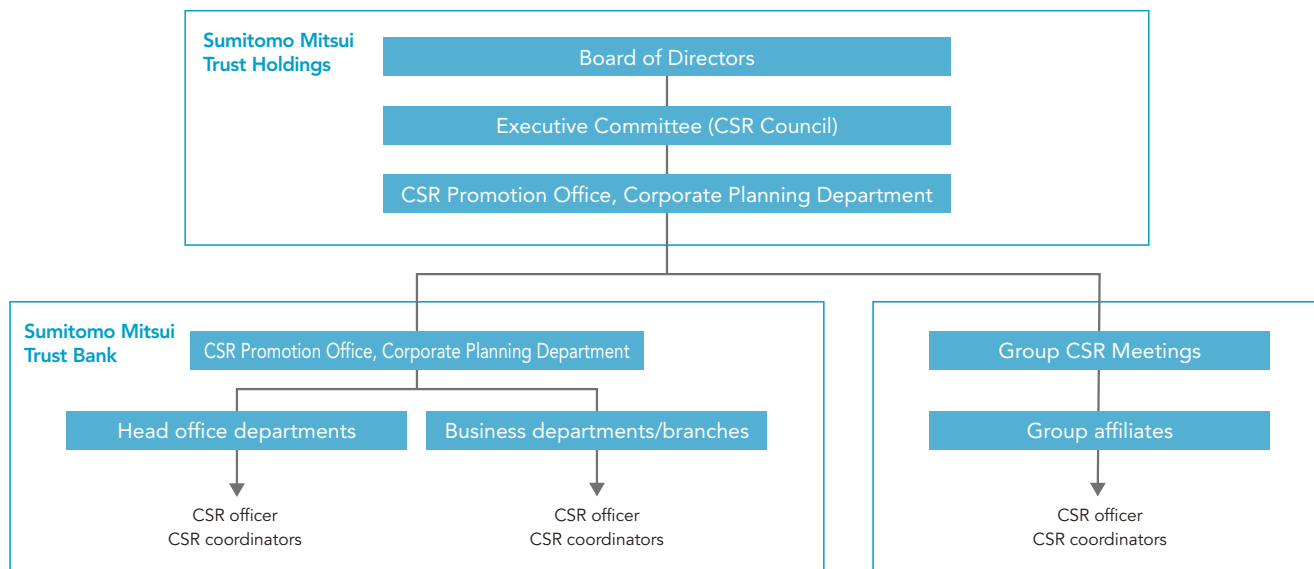 Sumitomo Mitsui
Trust Holdings
Board of Directors
Executive Committee (CSR Council)
CSR Promotion Office, Corporate Planning Department
Sumitomo Mitsui
Trust Bank
CSR Promotion Office, Corporate Planning Department
Head office departments
Business departments/branches
CSR officer
CSR coordinators
CSR officer
CSR coordinators
Group CSR Meetings
Group affiliates
CSR officer
CSR coordinators